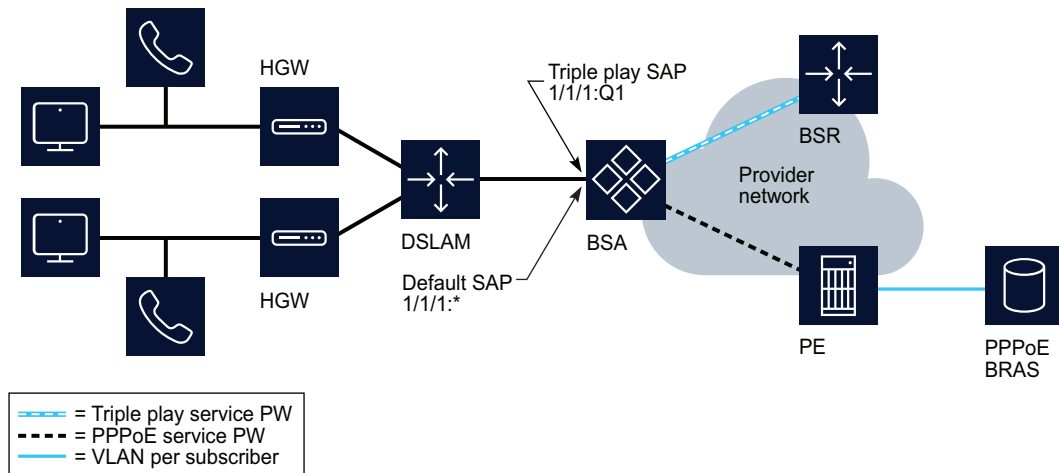 HGW
Triple play SAP
1/1/1:Q1
BSR
Provider
network
DSLAM
BSA
Default SAP
1/1/1:*
HGW
PE
PPPoE
BRAS
= Triple play service PW
= PPPoE service PW
= VLAN per subscriber